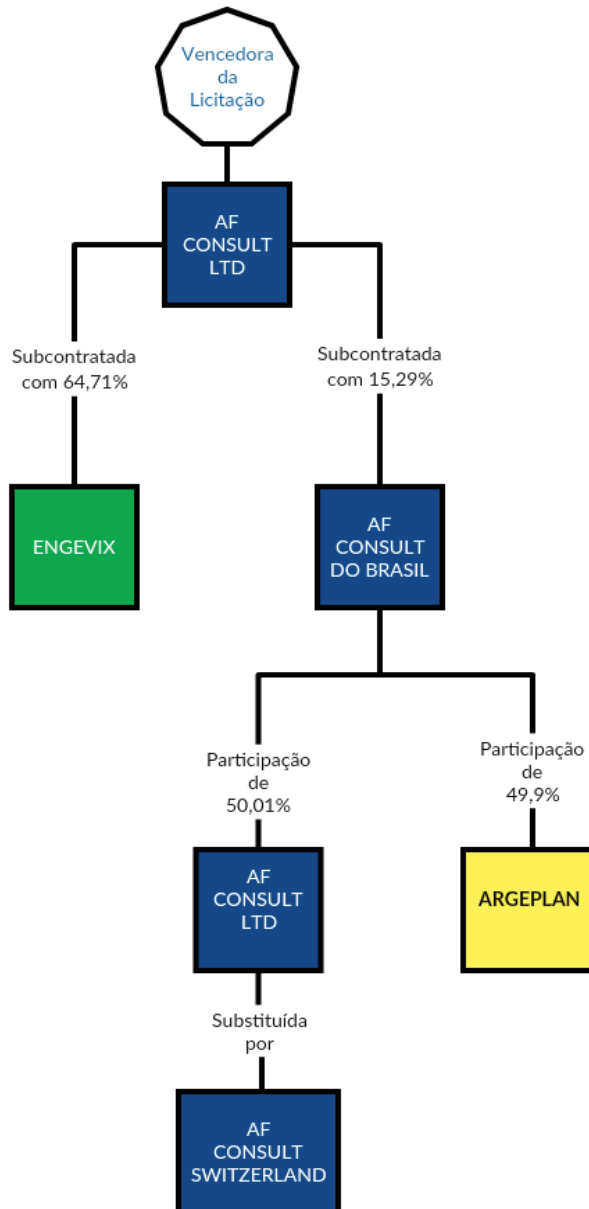 Vencedora
da
Licitação
AF
CONSULT
LTD
Subcontratada
com 64,71%
Subcontratada
com 15,29%
ENGEVIX
AF
CONSULT
DO BRASIL
Participação
de
50,01%
Participação
de
49,9%
AF
CONSULT
LTD
ARGEPLAN
Substituída
por
AF
CONSULT
SWITZERLAND